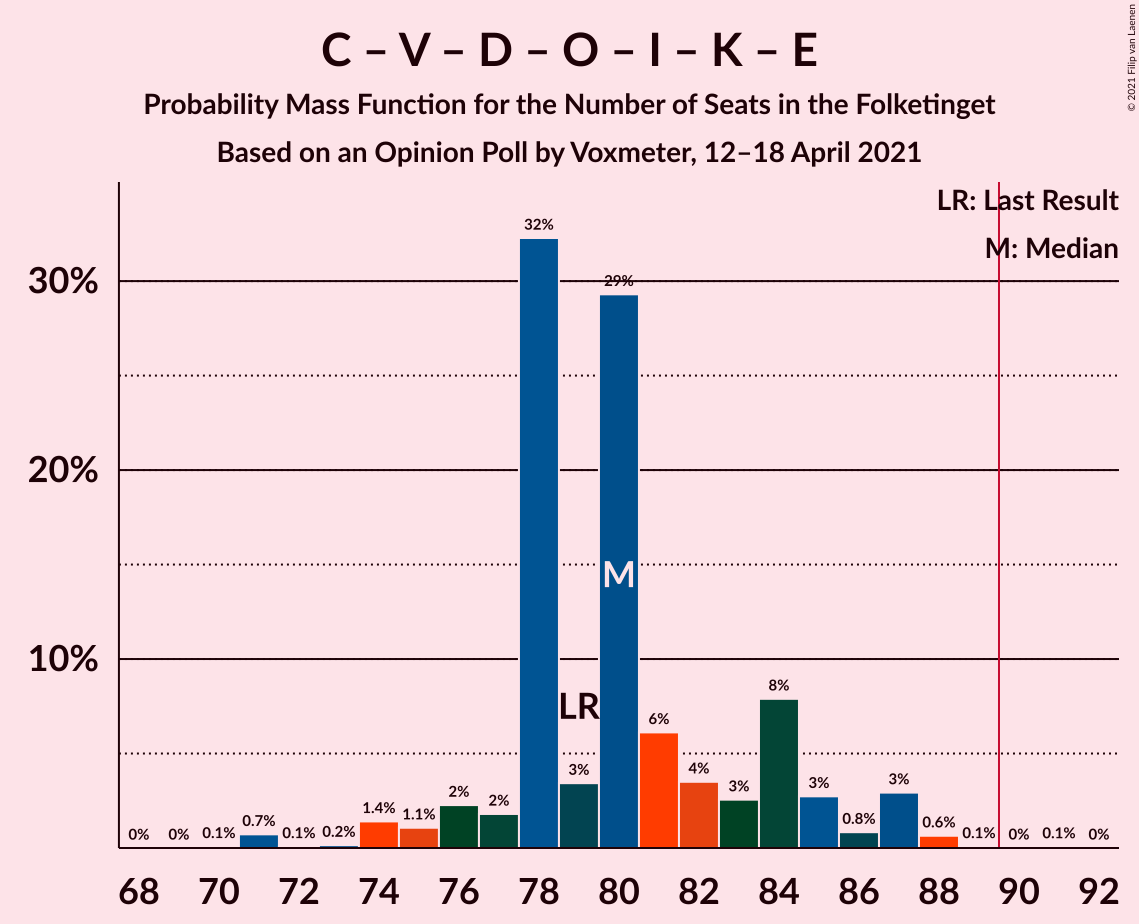 C – V – D – O – I – K – E
Probability Mass Function for the Number of Seats in the Folketinget
Based on an Opinion Poll by Voxmeter, 12–18 April 2021
© 2021 Filip van Laenen
LR: Last Result
M: Median
30%
20%
10%
0% 0% 0.1% 0.7% 0.1% 0.2% 1.4% 1.1% 2% 2% 32% 3% 29% 6% 4% 3% 8% 3% 0.8% 3% 0.6% 0.1% 0% 0.1% 0%
LR
M
68 70 72 74 76 78 80 82 84 86 88 90 92